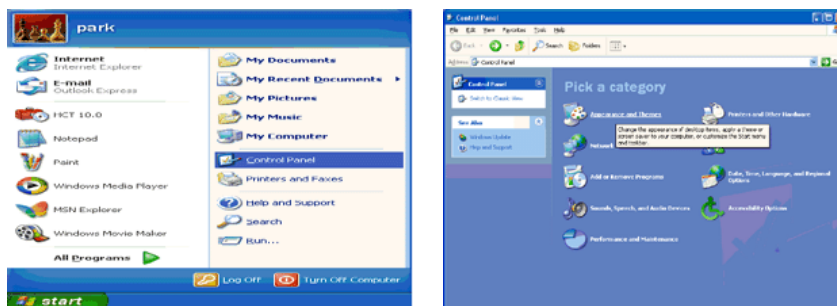 park
Internet
Internet Explorer
E-mail
Outlook Express
HCT 10.0
Notepad
Paint
Windows Media Player
MSN Explorer
Windows Movie Maker
All Programs
My Documents
My Recent Documents
My Pictures
My Music
My Computer
Control Panel
Printers and Faxes
Help and Support
Search
Run...
Log Off
Turn Off Computer
start
Control Panel
File Edit View Favorites Tools Help
Back Search Folders
Address Control Panel
Control Panel
Switch to Classic View
See Also
Windows Update
Help and Support
Pick a category
Appearance and Themes
Printers and Other Hardware
Change the appearance of desktop items, apply a theme or
screen saver to your computer, or customize the Start menu
and taskbar.
Network
Add or Remove Programs
Date, Time, Language, and Regional
Options
Sounds, Speech, and Audio Devices
Accessibility Options
Performance and Maintenance